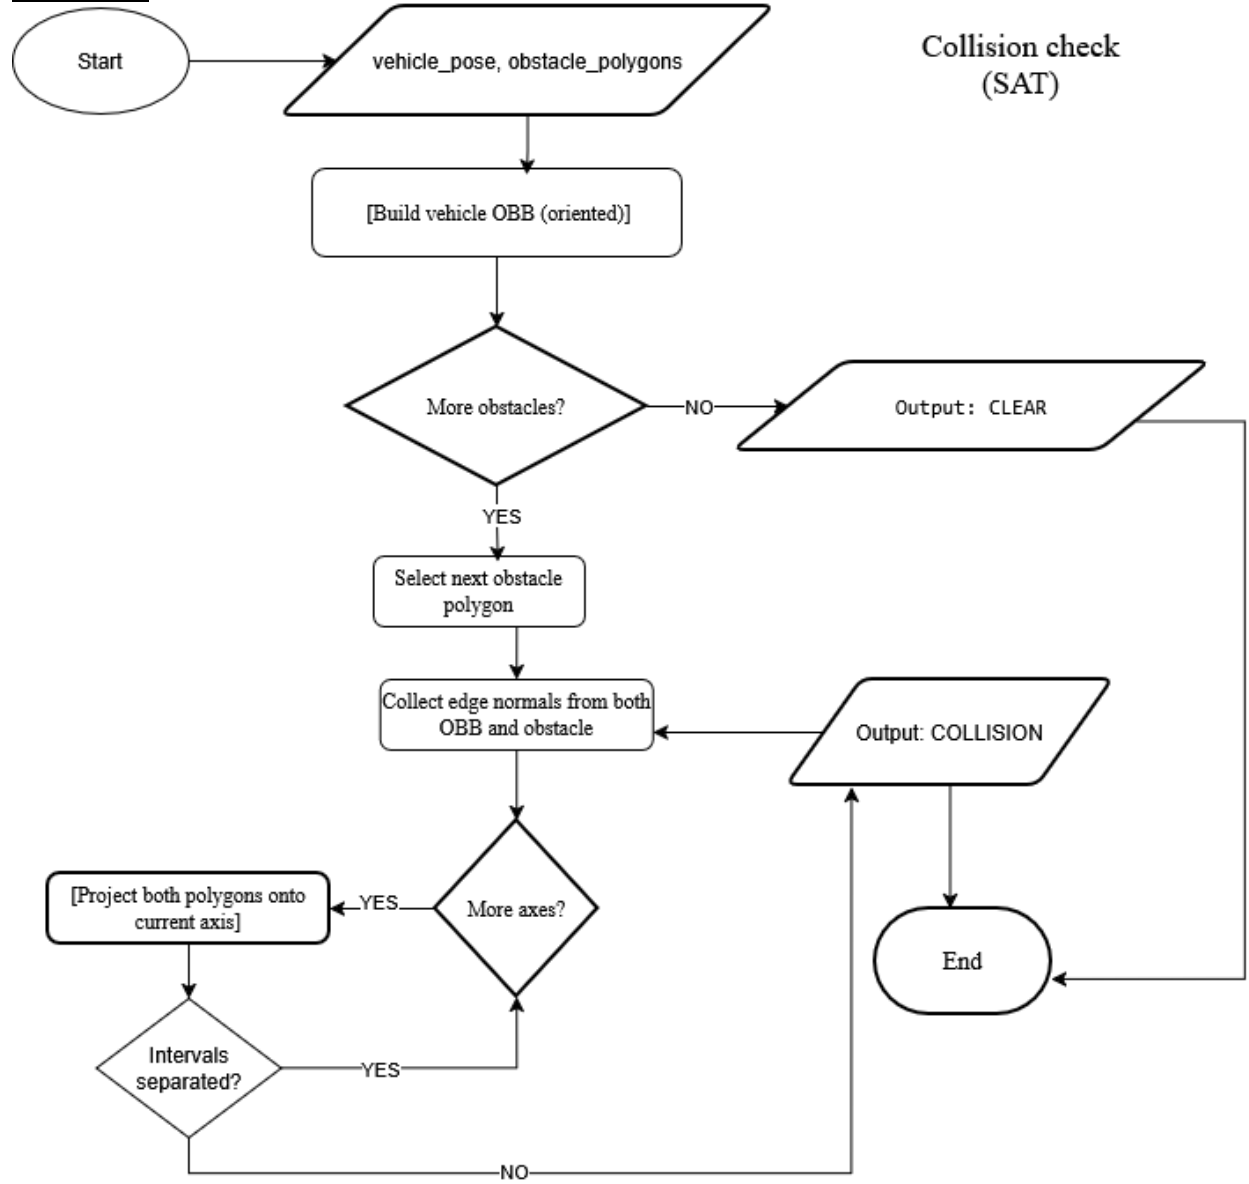 Start
vehicle_pose, obstacle_polygons
Collision check
(SAT)
[Build vehicle OBB (oriented)]
More obstacles?
NO
Output: CLEAR
YES
Select next obstacle
polygon
Collect edge normals from both
OBB and obstacle
Output: COLLISION
[Project both polygons onto
current axis]
YES
More axes?
End
Intervals
separated?
YES
NO